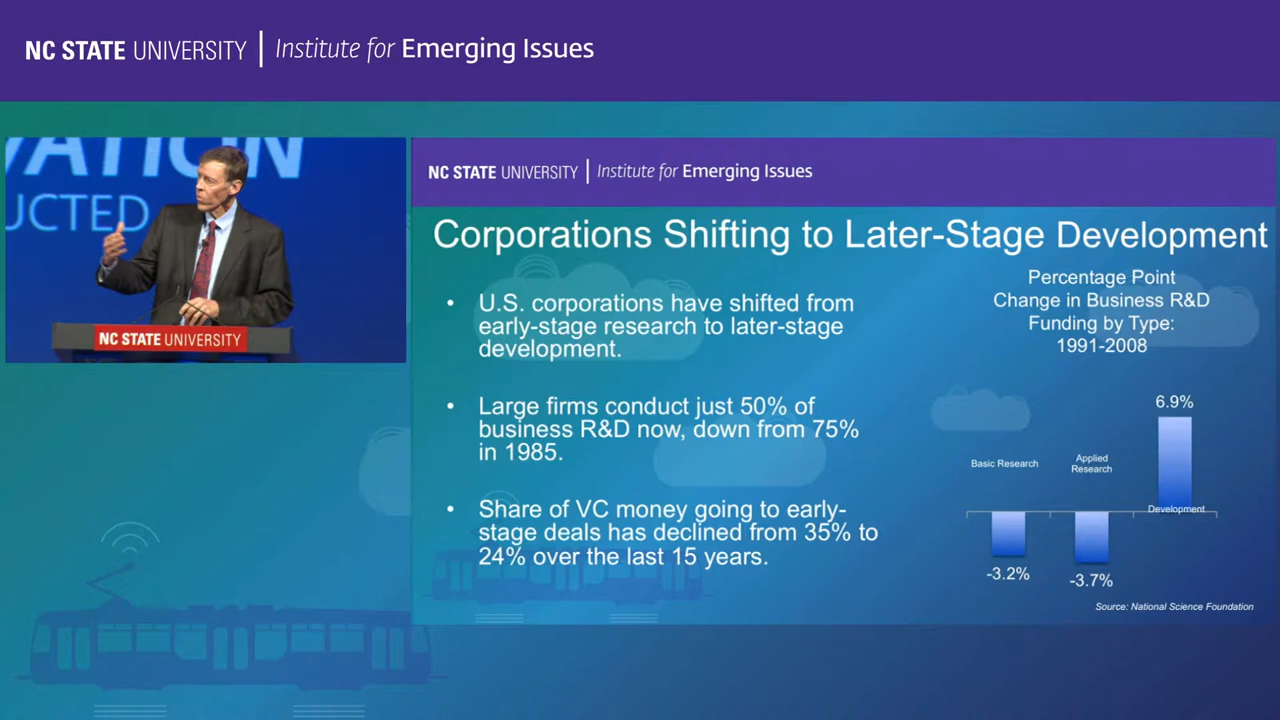 NC STATE UNIVERSITY | Institute for Emerging Issues
VATION
UCTED
NC STATE UNIVERSITY
NC STATE UNIVERSITY | Institute for Emerging Issues
Corporations Shifting to Later-Stage Development
• U.S. corporations have shifted from
early-stage research to later-stage
development.
• Large firms conduct just 50% of
business R&D now, down from 75%
in 1985.
• Share of VC money going to early-
stage deals has declined from 35% to
24% over the last 15 years.
Percentage Point
Change in Business R&D
Funding by Type:
1991-2008
6.9%
Basic Research
Applied
Research
Development
-3.2%
-3.7%
Source: National Science Foundation